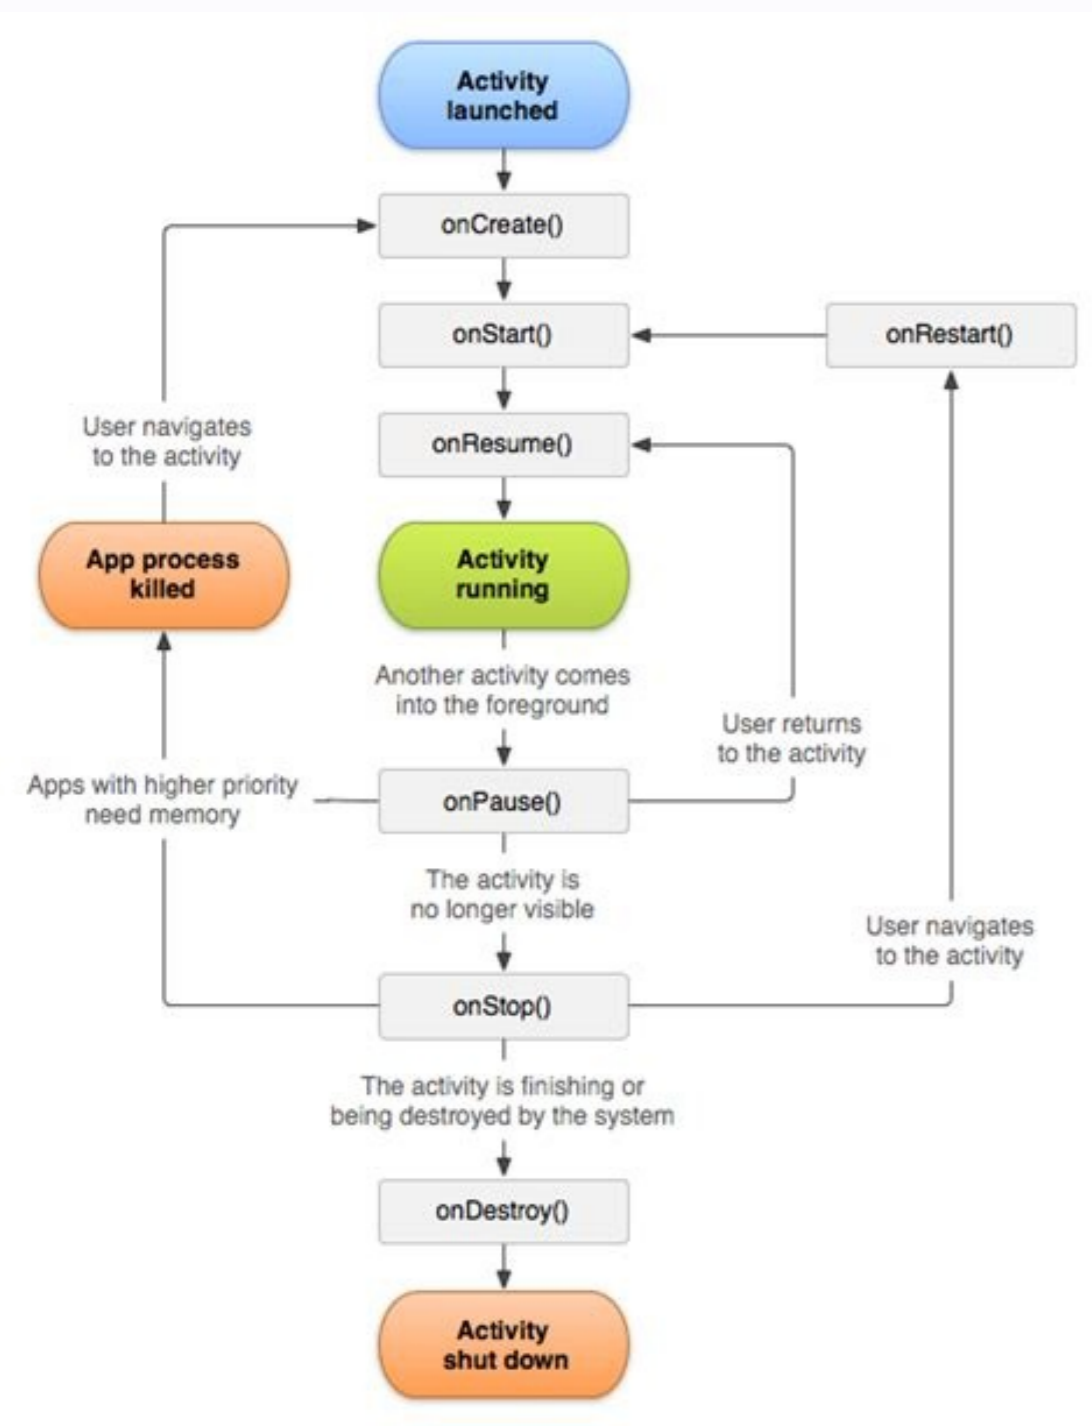 Activity
launched
onCreate()
onStart()
onRestart()
onResume()
User navigates
to the activity
App process
killed
Activity
running
Another activity comes
into the foreground
User returns
to the activity
Apps with higher priority
need memory
onPause()
The activity is
no longer visible
User navigates
to the activity
onStop()
The activity is finishing or
being destroyed by the system
onDestroy()
Activity
shut down